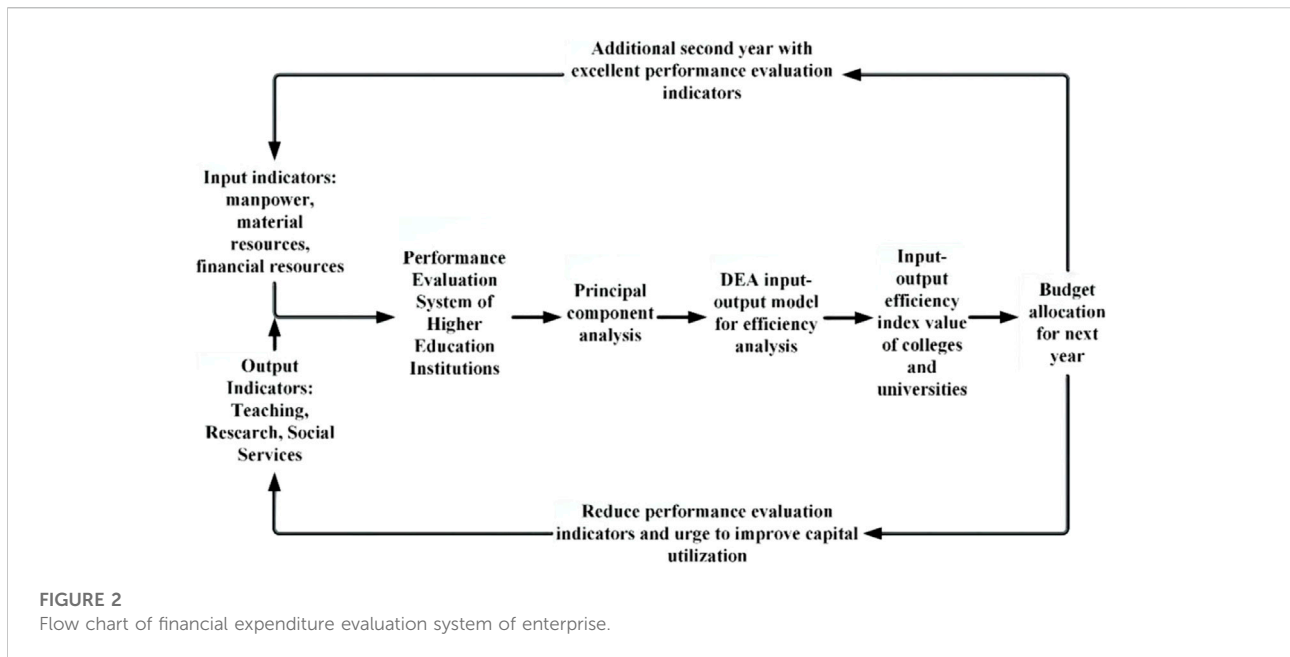 Additional second year with
excellent performance evaluation
indicators
Input indicators:
manpower,
material
resources,
financial resources
Performance
Evaluation
System of
Higher
Education
Institutions
Principal
component
analysis
DEA input-
output model
for efficiency
analysis
Input-
output
efficiency
index value
of colleges
and
universities
Budget
allocation
for next
year
Output
Indicators:
Teaching,
Research, Social
Services
Reduce performance evaluation
indicators and urge to improve capital
utilization
FIGURE 2
Flow chart of financial expenditure evaluation system of enterprise.